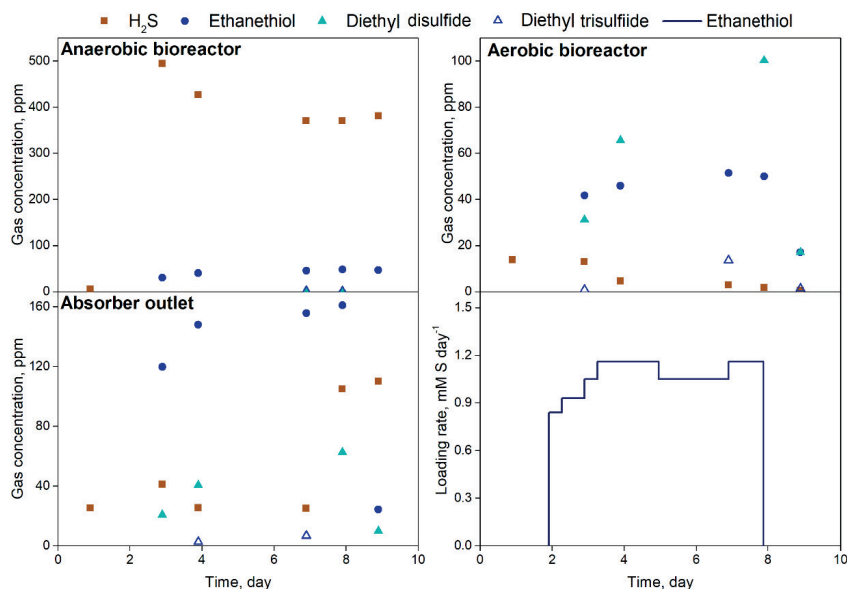 H2S Ethanethiol Diethyl disulfide Diethyl trisulfiide Ethanethiol
Anaerobic bioreactor
500
400
300
200
100
0
Gas concentration, ppm
Aerobic bioreactor
100
80
60
40
20
0
Gas concentration, ppm
Absorber outlet
160
120
80
40
0
Gas concentration, ppm
0 2 4 6 8 10
Time, day
1.5
1.2
0.9
0.6
0.3
0.0
Loading rate, mM S day-1
0 2 4 6 8 10
Time, day